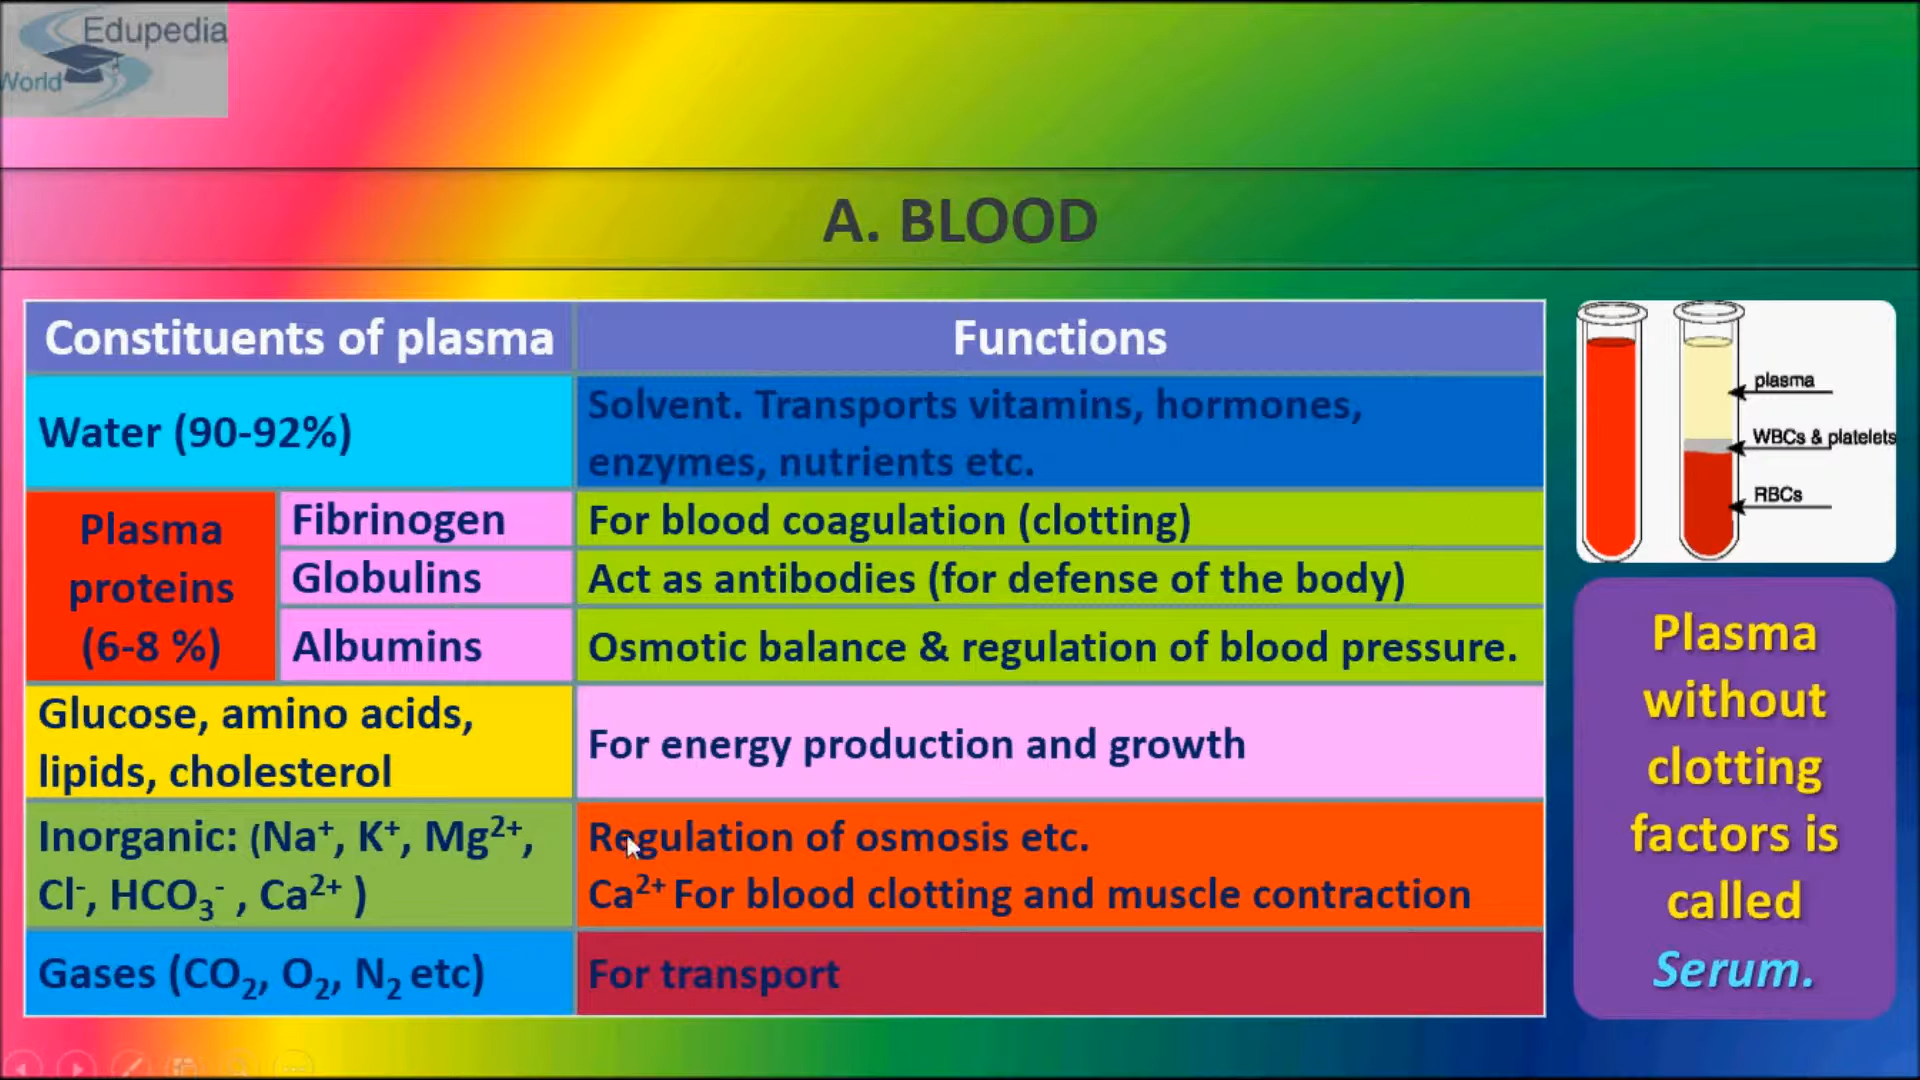 Edupedia
World
A. BLOOD
Constituents of plasma
Functions
Water (90-92%)
Solvent. Transports vitamins, hormones,
enzymes, nutrients etc.
Plasma
proteins
(6-8 %)
Fibrinogen
For blood coagulation (clotting)
Globulins
Act as antibodies (for defense of the body)
Albumins
Osmotic balance & regulation of blood pressure.
Glucose, amino acids,
lipids, cholesterol
For energy production and growth
Inorganic: (Na⁺, K⁺, Mg²⁺,
Cl⁻, HCO₃⁻ , Ca²⁺ )
Regulation of osmosis etc.
Ca²⁺ For blood clotting and muscle contraction
Gases (CO₂, O₂, N₂ etc)
For transport
plasma
WBCs & platelets
RBCs
Plasma
without
clotting
factors is
called
Serum.